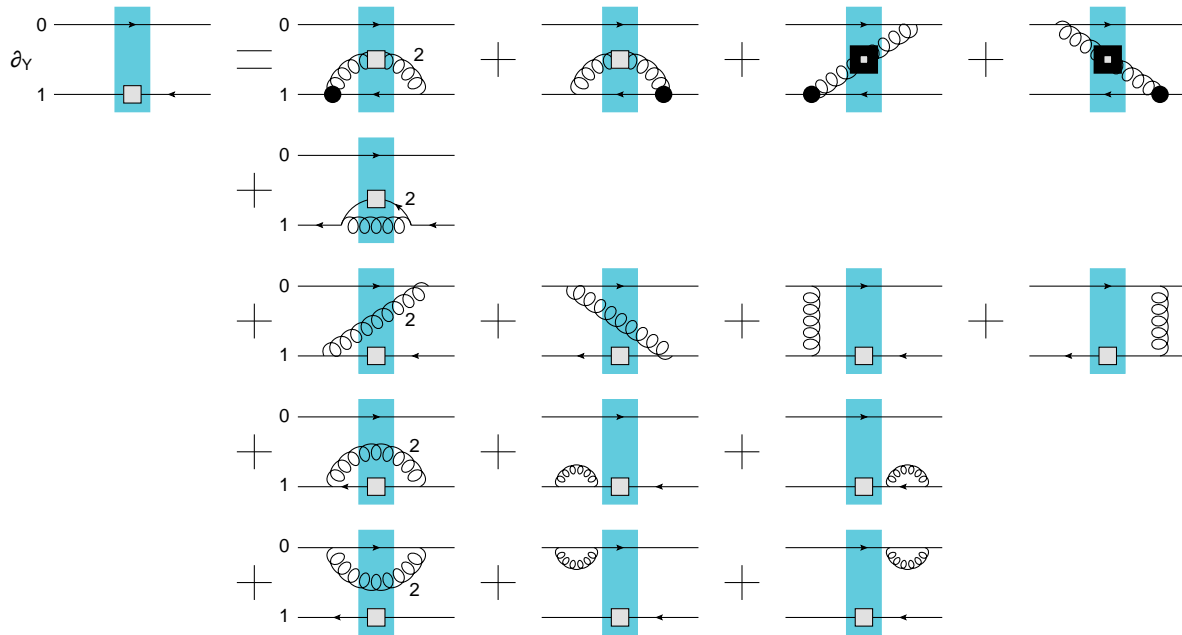 0 = 0 2 + + +
∂Y
1 1
+ 0 2
1
+ 0 2 + + +
1
+ 0 2 + +
1
+ 0 2 + +
1